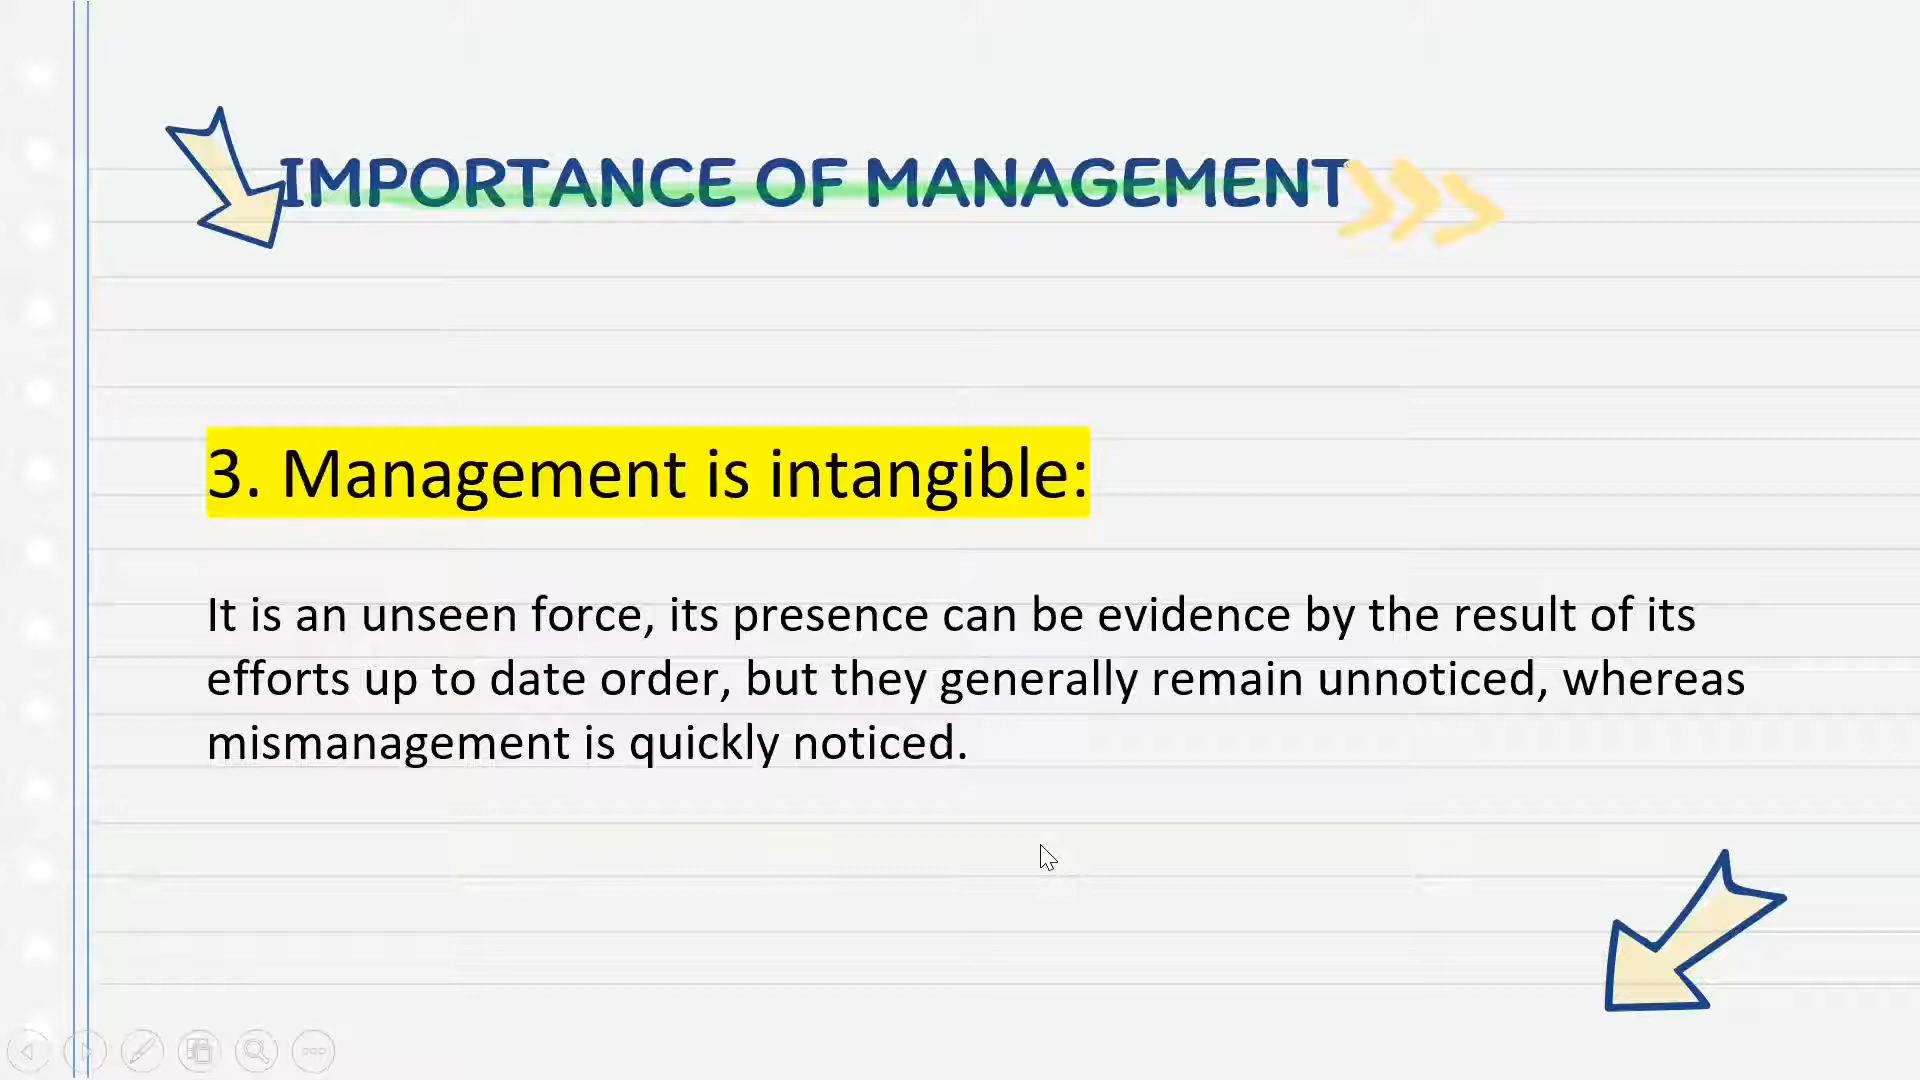 IMPORTANCE OF MANAGEMENT
3. Management is intangible:
It is an unseen force, its presence can be evidence by the result of its
efforts up to date order, but they generally remain unnoticed, whereas
mismanagement is quickly noticed.